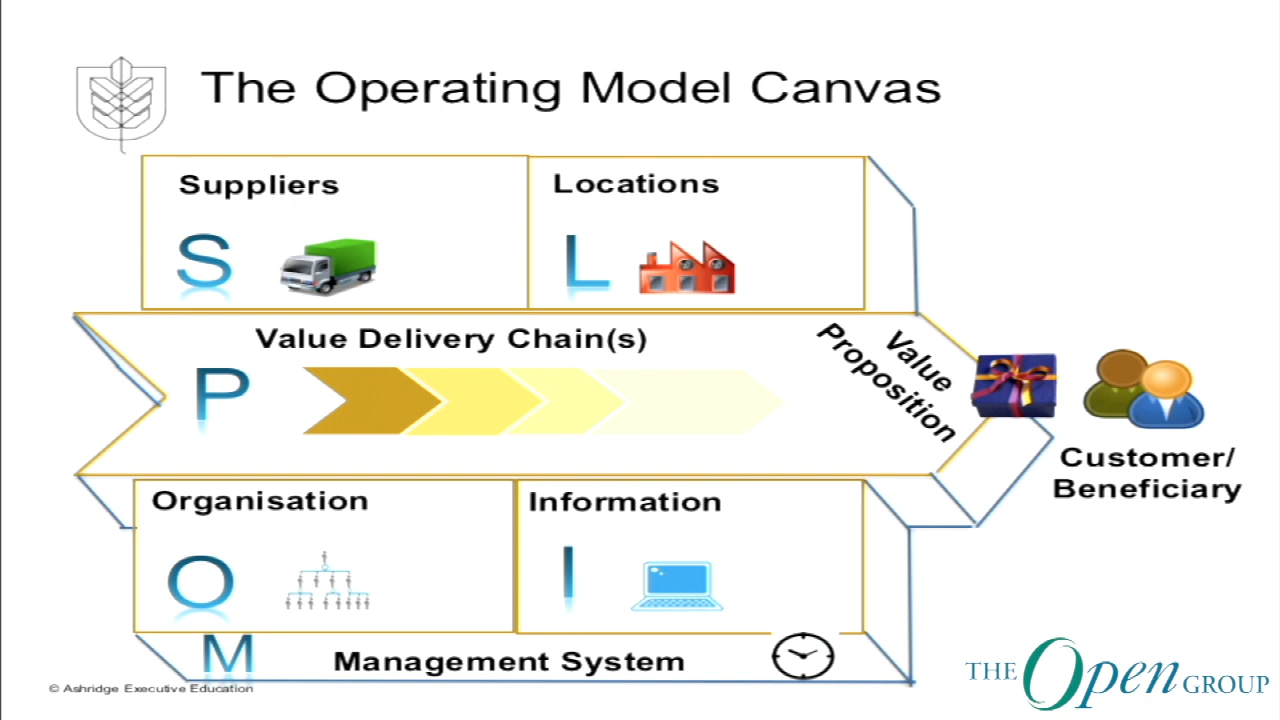 The Operating Model Canvas
Suppliers
Locations
S
L
Value Delivery Chain(s)
P
Value
Proposition
Customer/
Beneficiary
Organisation
Information
O
I
M
Management System
© Ashridge Executive Education
THE Open GROUP